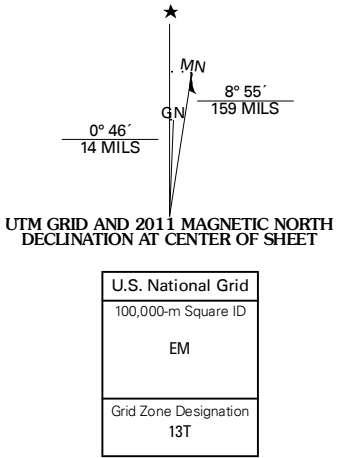 MN
8° 55´
159 MILS
GN
0° 46´
14 MILS
UTM GRID AND 2011 MAGNETIC NORTH
DECLINATION AT CENTER OF SHEET
U.S. National Grid
100,000-m Square ID
EM
Grid Zone Designation
13T